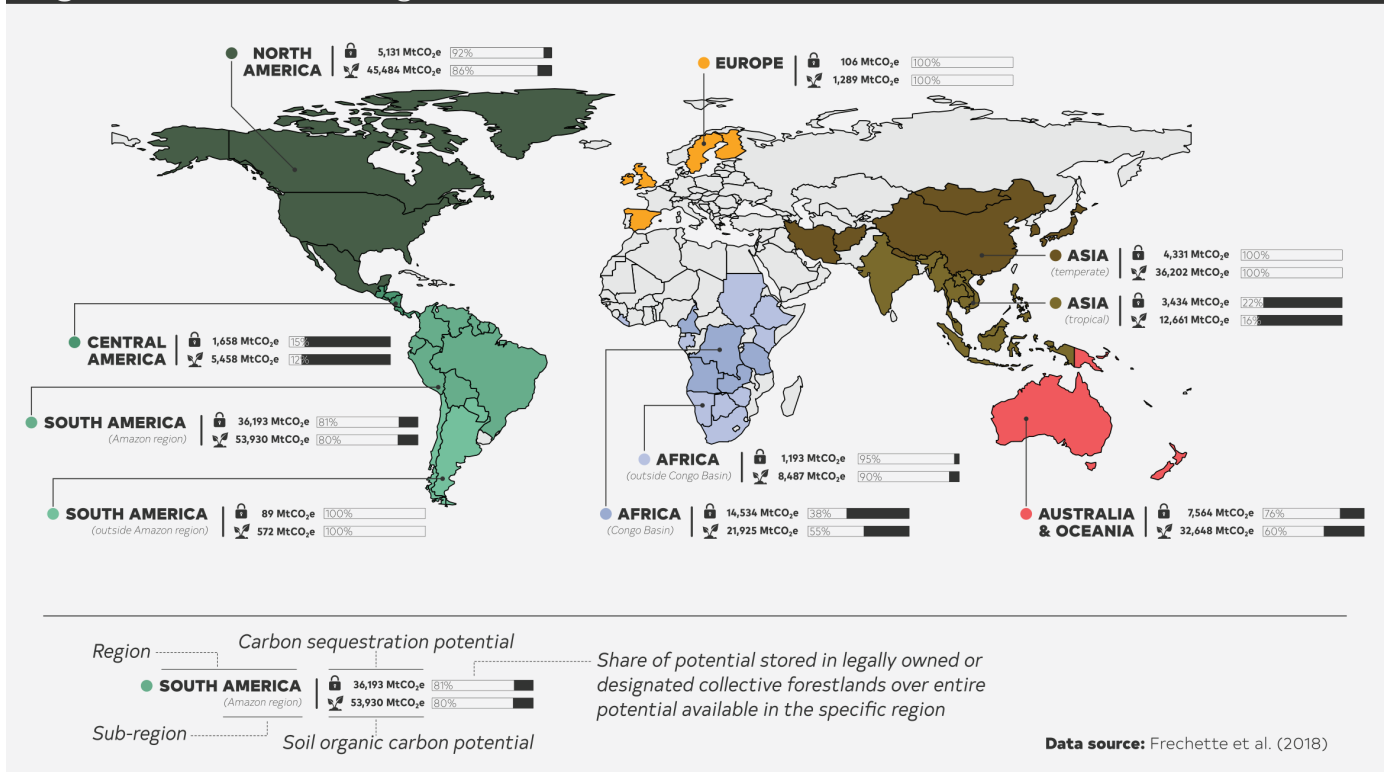 NORTH
AMERICA
5,131 MtCO₂e 92%
45,484 MtCO₂e 86%
EUROPE
106 MtCO₂e 100%
1,289 MtCO₂e 100%
ASIA
(temperate)
4,331 MtCO₂e 100%
36,202 MtCO₂e 100%
ASIA
(tropical)
3,434 MtCO₂e 22%
12,661 MtCO₂e 16%
CENTRAL
AMERICA
1,658 MtCO₂e 15%
5,458 MtCO₂e 12%
SOUTH AMERICA
(Amazon region)
36,193 MtCO₂e 81%
53,930 MtCO₂e 80%
AFRICA
(outside Congo Basin)
1,193 MtCO₂e 95%
8,487 MtCO₂e 90%
SOUTH AMERICA
(outside Amazon region)
89 MtCO₂e 100%
572 MtCO₂e 100%
AFRICA
(Congo Basin)
14,534 MtCO₂e 38%
21,925 MtCO₂e 55%
AUSTRALIA
& OCEANIA
7,564 MtCO₂e 76%
32,648 MtCO₂e 60%
Region
Carbon sequestration potential
SOUTH AMERICA
(Amazon region)
36,193 MtCO₂e 81%
53,930 MtCO₂e 80%
Sub-region
Soil organic carbon potential
Share of potential stored in legally owned or
designated collective forestlands over entire
potential available in the specific region
Data source: Frechette et al. (2018)